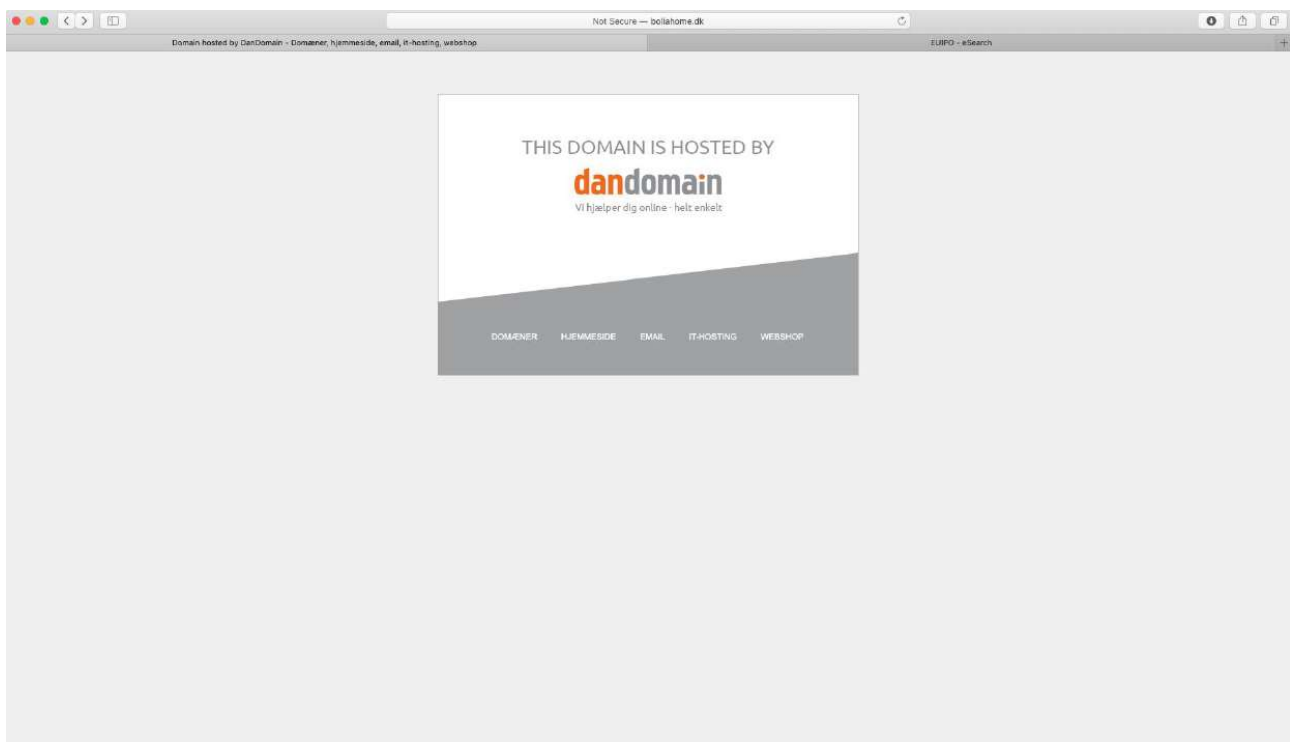 Not Secure — boliahome.dk
Domain hosted by DanDomain - Domæner, hjemmeside, email, it-hosting, webshop
EUIPO - eSearch
THIS DOMAIN IS HOSTED BY
dandomain
Vi hjælper dig online - helt enkelt
DOMÆNER HJEMMESIDE EMAIL IT-HOSTING WEBSHOP